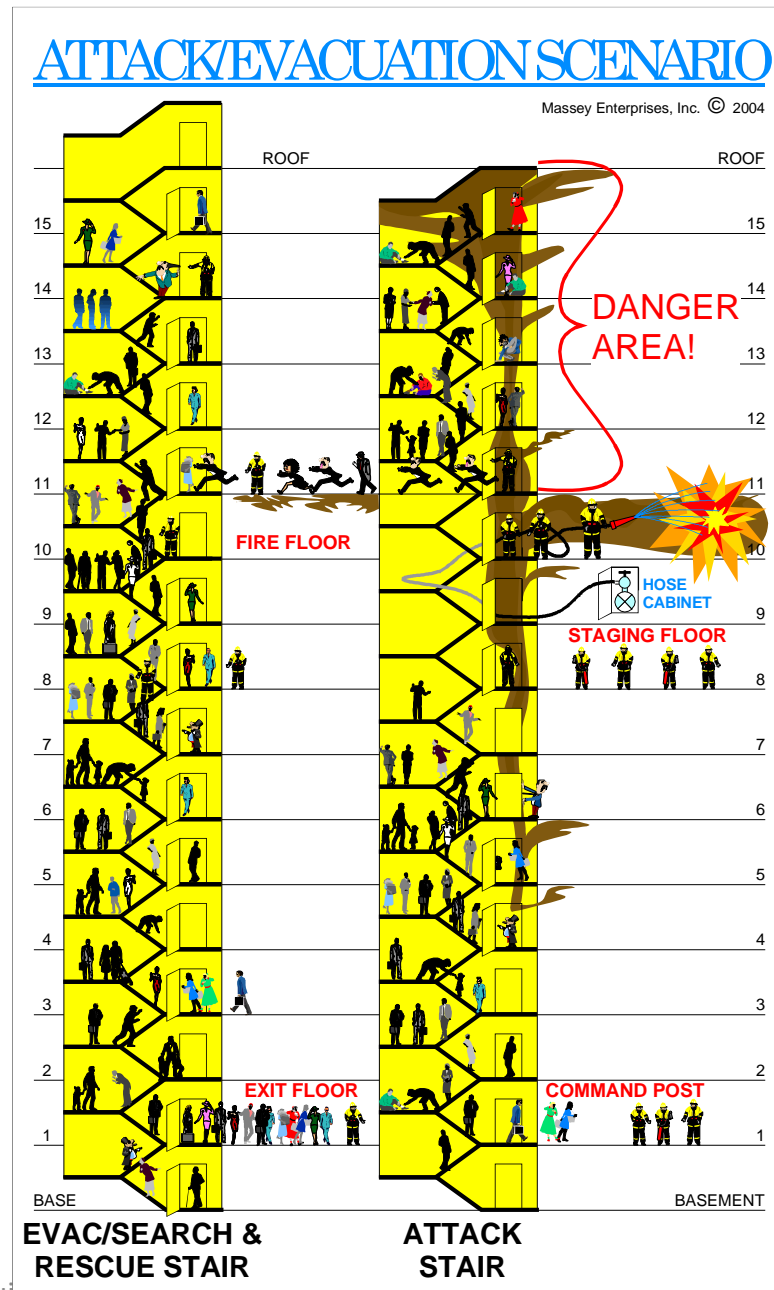 ATTACK/EVACUATION SCENARIO
Massey Enterprises, Inc. © 2004
ROOF ROOF
15 15
14 14
DANGER
AREA!
13 13
12 12
11 11
FIRE FLOOR
10 10
HOSE
CABINET
9 9
STAGING FLOOR
8 8
7 7
6 6
5 5
4 4
3 3
2 2
EXIT FLOOR COMMAND POST
1 1
BASE BASEMENT
EVAC/SEARCH & ATTACK
RESCUE STAIR STAIR